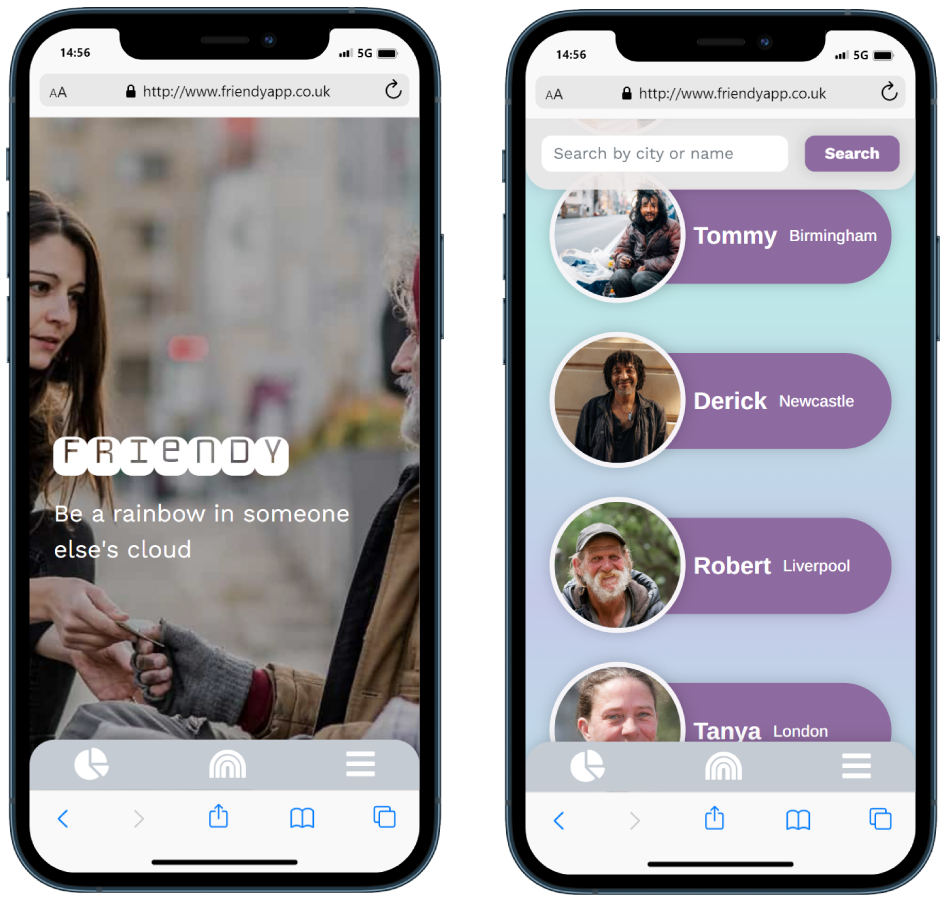 14:56
5G
AA
http://www.friendyapp.co.uk
FRIENDY
Be a rainbow in someone
else's cloud
14:56
5G
AA
http://www.friendyapp.co.uk
Search by city or name
Search
Tommy Birmingham
Derick Newcastle
Robert Liverpool
Tanya London